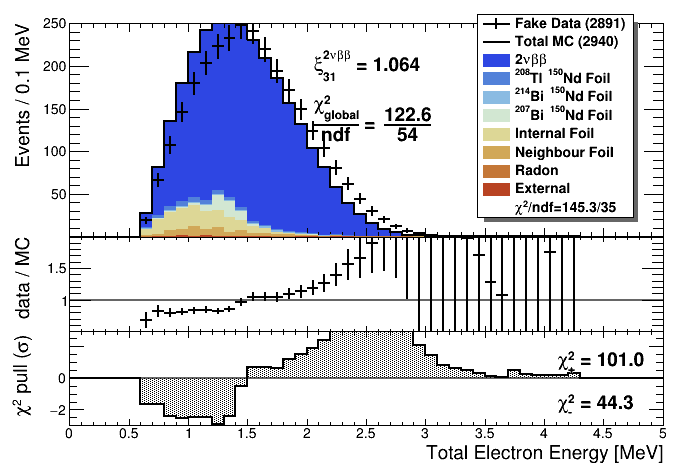 Events / 0.1 MeV
250
200
150
100
50
ξ³¹ 2νββ = 1.064
χ² global / ndf = 122.6 / 54
Fake Data (2891)
Total MC (2940)
2νββ
²⁰⁸Tl ¹⁵⁰Nd Foil
²¹⁴Bi ¹⁵⁰Nd Foil
²⁰⁷Bi ¹⁵⁰Nd Foil
Internal Foil
Neighbour Foil
Radon
External
χ²/ndf=145.3/35
data / MC
1.5
1
χ² pull (σ)
0
−2
χ²₊ = 101.0
χ²₋ = 44.3
0 0.5 1 1.5 2 2.5 3 3.5 4 4.5 5
Total Electron Energy [MeV]